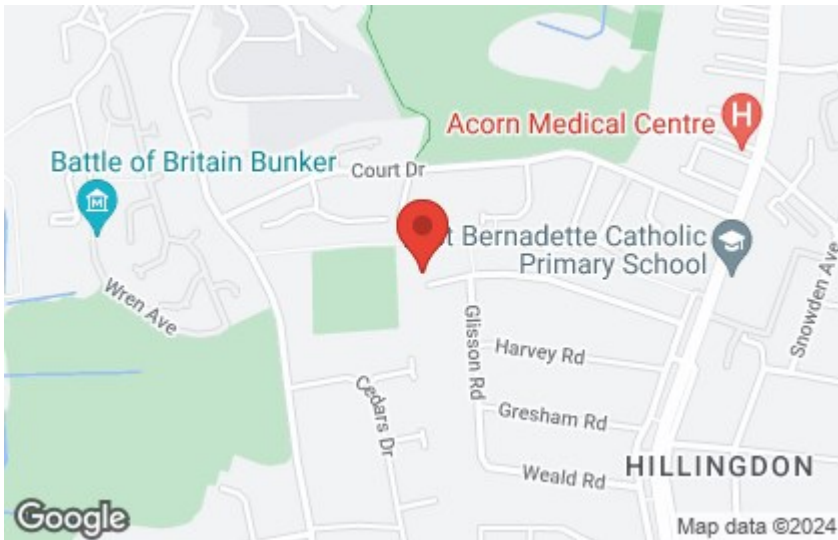 Acorn Medical Centre
H
Battle of Britain Bunker
M
Court Dr
t Bernadette Catholic
Primary School
Wren Ave
Snowden Ave
Glisson Rd
Harvey Rd
Cedars Dr
Gresham Rd
HILLINGDON
Weald Rd
Google
Map data ©2024